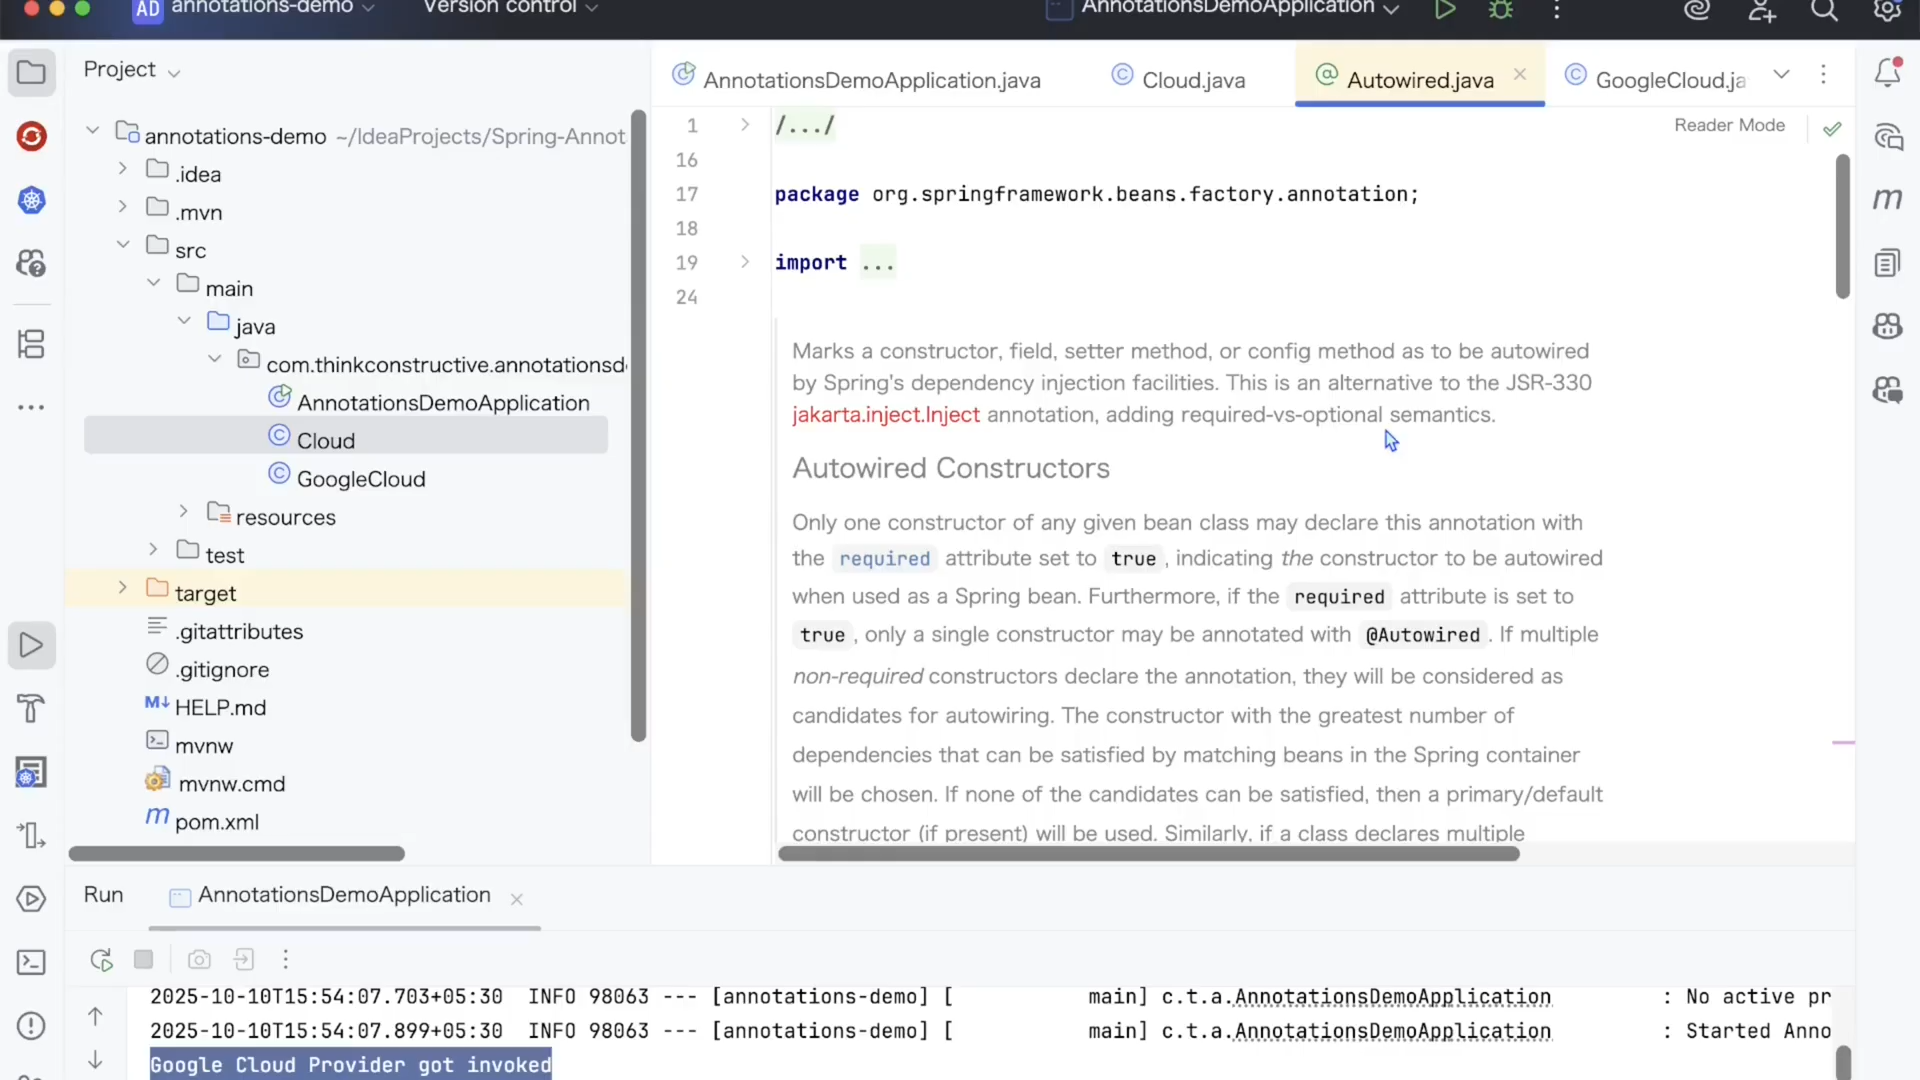 AD annotations-demo Version control AnnotationsDemoApplication
Project
AnnotationsDemoApplication.java Cloud.java Autowired.java GoogleCloud.ja
annotations-demo ~/IdeaProjects/Spring-Annot
.idea
.mvn
src
main
java
com.thinkconstructive.annotationsd
AnnotationsDemoApplication
Cloud
GoogleCloud
resources
test
target
.gitattributes
.gitignore
M↓ HELP.md
mvnw
mvnw.cmd
m pom.xml
Reader Mode
1 /.../
16
17 package org.springframework.beans.factory.annotation;
18
19 import ...
24
Marks a constructor, field, setter method, or config method as to be autowired
by Spring's dependency injection facilities. This is an alternative to the JSR-330
jakarta.inject.Inject annotation, adding required-vs-optional semantics.
Autowired Constructors
Only one constructor of any given bean class may declare this annotation with
the required attribute set to true, indicating the constructor to be autowired
when used as a Spring bean. Furthermore, if the required attribute is set to
true, only a single constructor may be annotated with @Autowired. If multiple
non-required constructors declare the annotation, they will be considered as
candidates for autowiring. The constructor with the greatest number of
dependencies that can be satisfied by matching beans in the Spring container
will be chosen. If none of the candidates can be satisfied, then a primary/default
constructor (if present) will be used. Similarly, if a class declares multiple
m
Run AnnotationsDemoApplication
2025-10-10T15:54:07.703+05:30 INFO 98063 --- [annotations-demo] [ main] c.t.a.AnnotationsDemoApplication : No active pr
2025-10-10T15:54:07.899+05:30 INFO 98063 --- [annotations-demo] [ main] c.t.a.AnnotationsDemoApplication : Started Anno
Google Cloud Provider got invoked